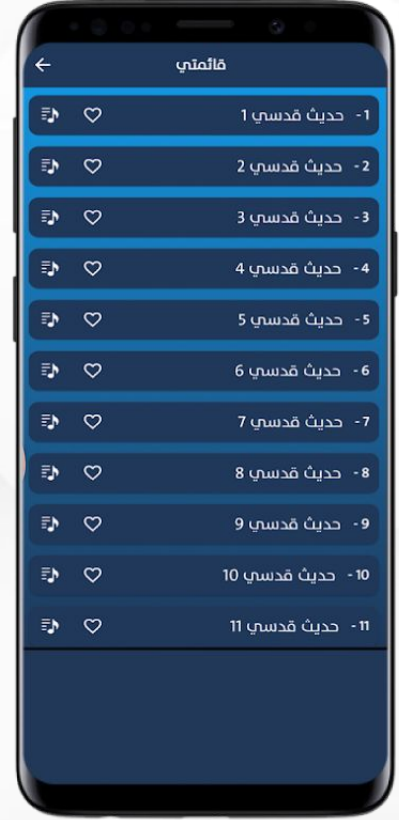 قائمتي
1- حديث قدسي 1
2- حديث قدسي 2
3- حديث قدسي 3
4- حديث قدسي 4
5- حديث قدسي 5
6- حديث قدسي 6
7- حديث قدسي 7
8- حديث قدسي 8
9- حديث قدسي 9
10- حديث قدسي 10
11- حديث قدسي 11